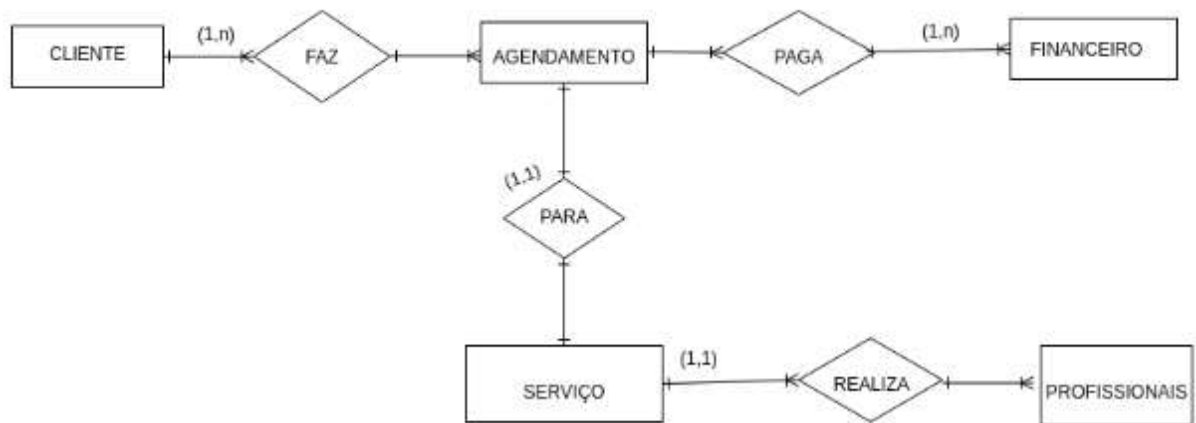 CLIENTE
(1,n)
FAZ
AGENDAMENTO
PAGA
(1,n)
FINANCEIRO
(1,1)
PARA
SERVIÇO
(1,1)
REALIZA
PROFISSIONAIS